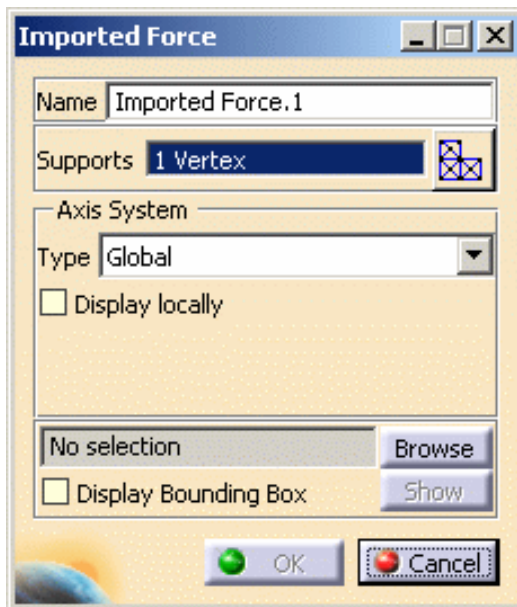 Imported Force
Name Imported Force.1
Supports 1 Vertex
Axis System
Type Global
Display locally
No selection Browse
Display Bounding Box Show
OK Cancel